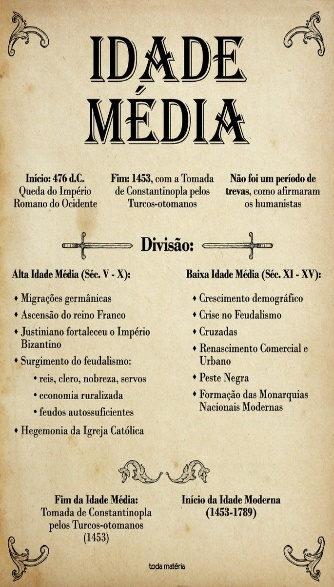 IDADE
MÉDIA
Início: 476 d.C.
Queda do Império
Romano do Ocidente
Fim: 1453, com a Tomada
de Constantinopla pelos
Turcos-otomanos
Não foi um período de
trevas, como afirmaram
os humanistas
Divisão:
Alta Idade Média (Séc. V - X):
Migrações germânicas
Ascensão do reino Franco
Justiniano fortaleceu o Império
Bizantino
Surgimento do feudalismo:
reis, clero, nobreza, servos
economia ruralizada
feudos autossuficientes
Hegemonia da Igreja Católica
Baixa Idade Média (Séc. XI - XV):
Crescimento demográfico
Crise no Feudalismo
Cruzadas
Renascimento Comercial e
Urbano
Peste Negra
Formação das Monarquias
Nacionais Modernas
Fim da Idade Média:
Tomada de Constantinopla
pelos Turcos-otomanos
(1453)
Início da Idade Moderna
(1453-1789)
toda matéria